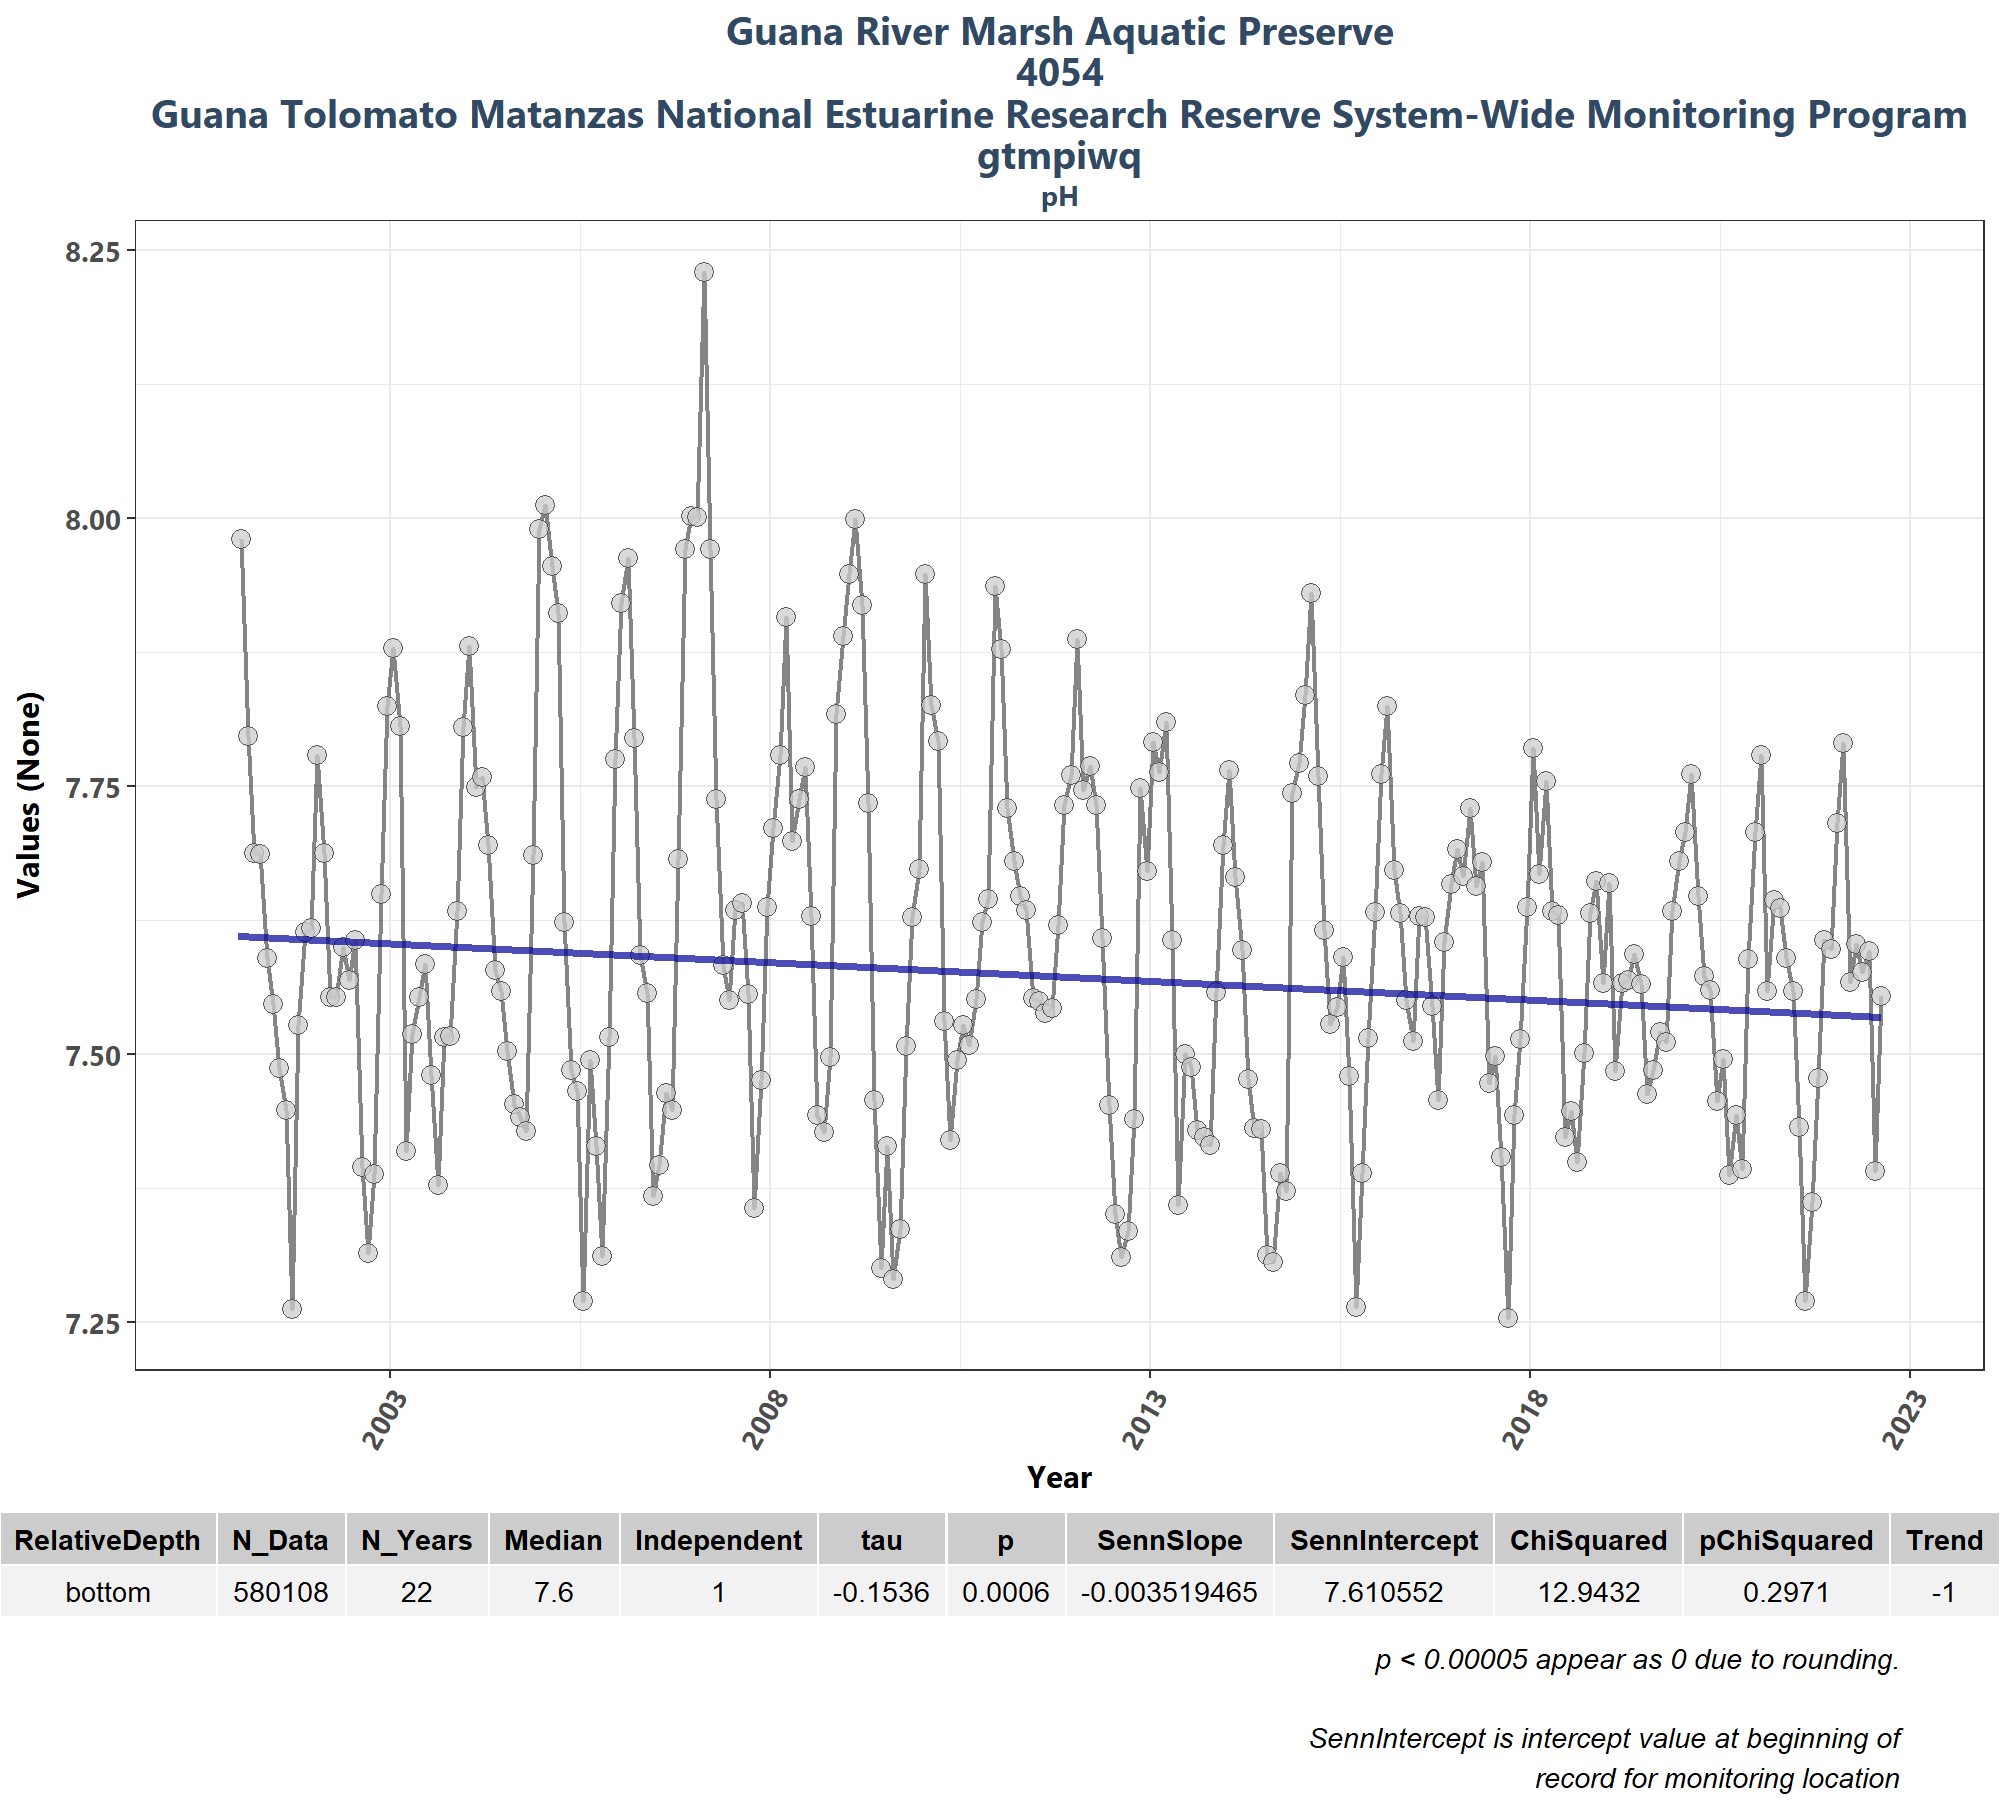 Guana River Marsh Aquatic Preserve
4054
Guana Tolomato Matanzas National Estuarine Research Reserve System-Wide Monitoring Program
gtmpiwq
pH
8.25
8.00
7.75
7.50
7.25
Values (None)
2003 2008 2013 2018 2023
Year
RelativeDepth N_Data N_Years Median Independent tau p SennSlope SennIntercept ChiSquared pChiSquared Trend
bottom 580108 22 7.6 1 -0.1536 0.0006 -0.003519465 7.610552 12.9432 0.2971 -1
p < 0.00005 appear as 0 due to rounding.
SennIntercept is intercept value at beginning of
record for monitoring location